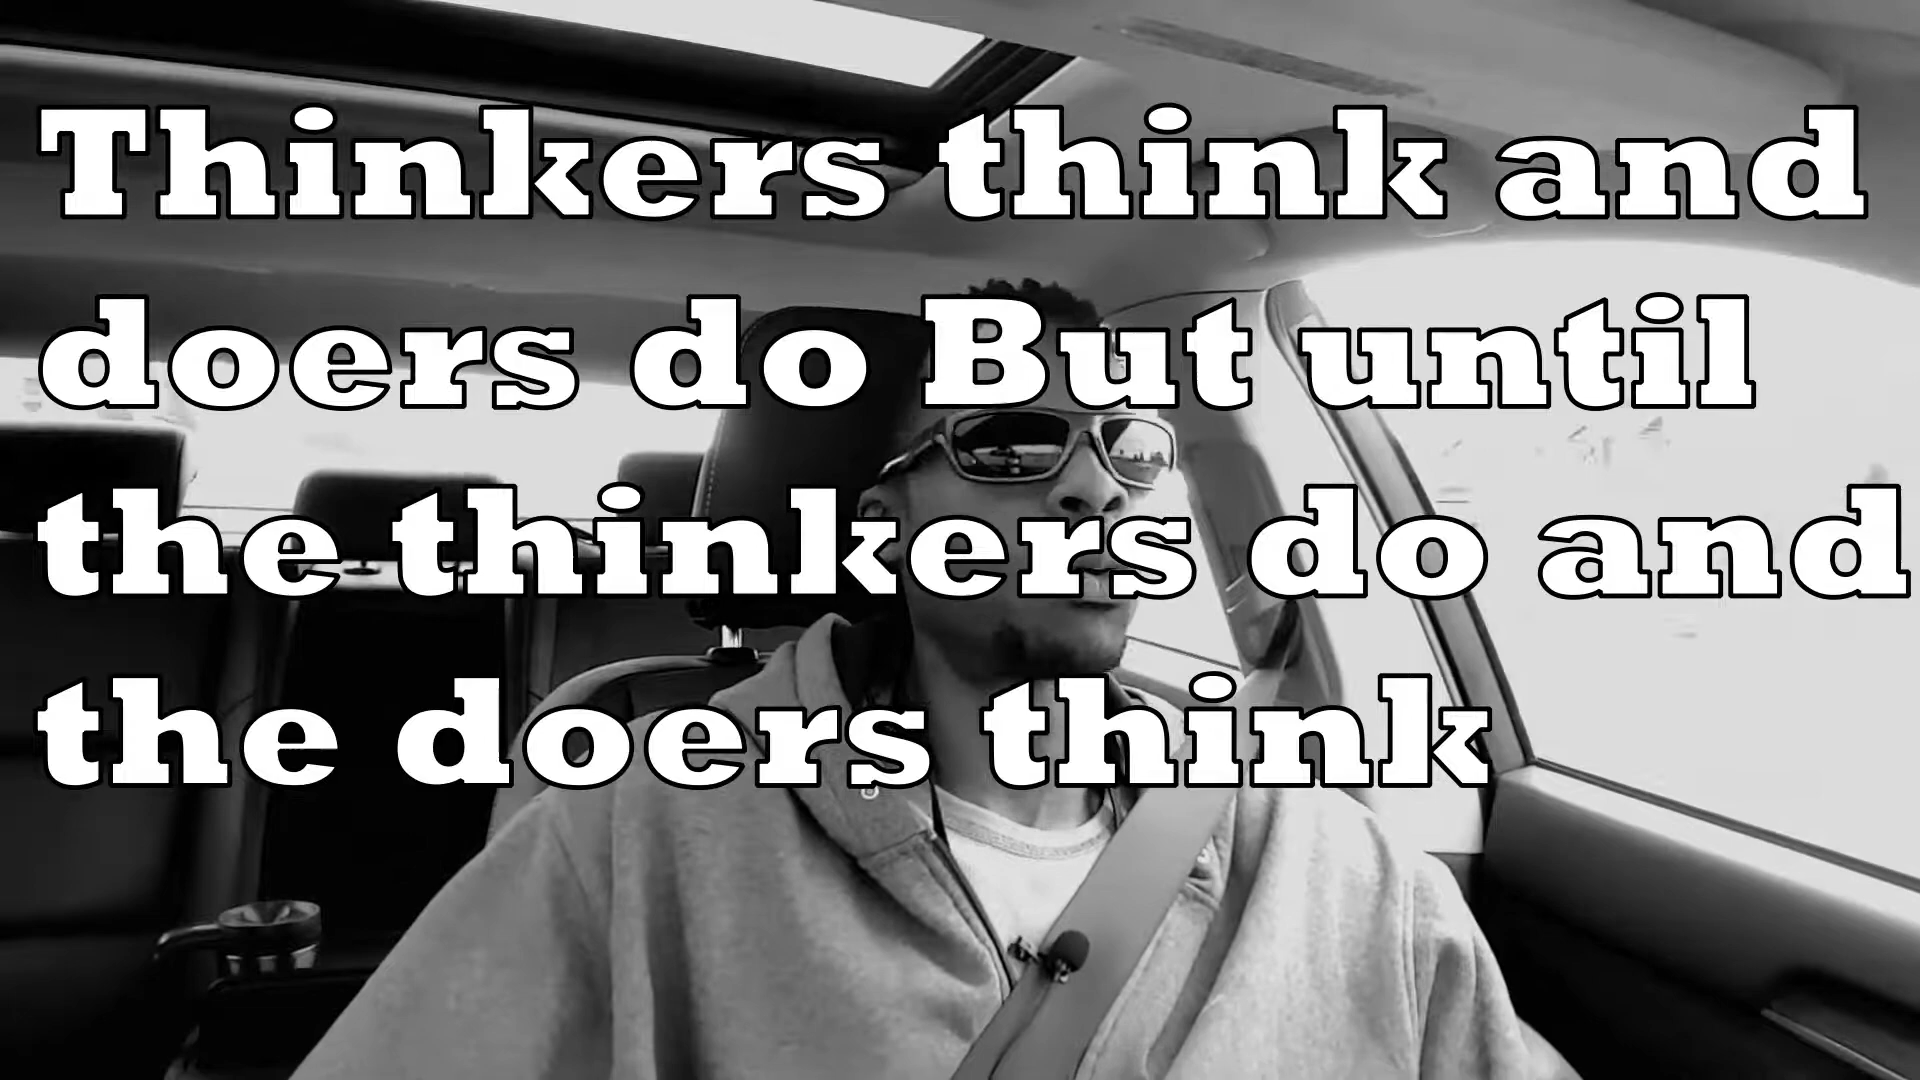 Thinkers think and
doers do But until
the thinkers do and
the doers think